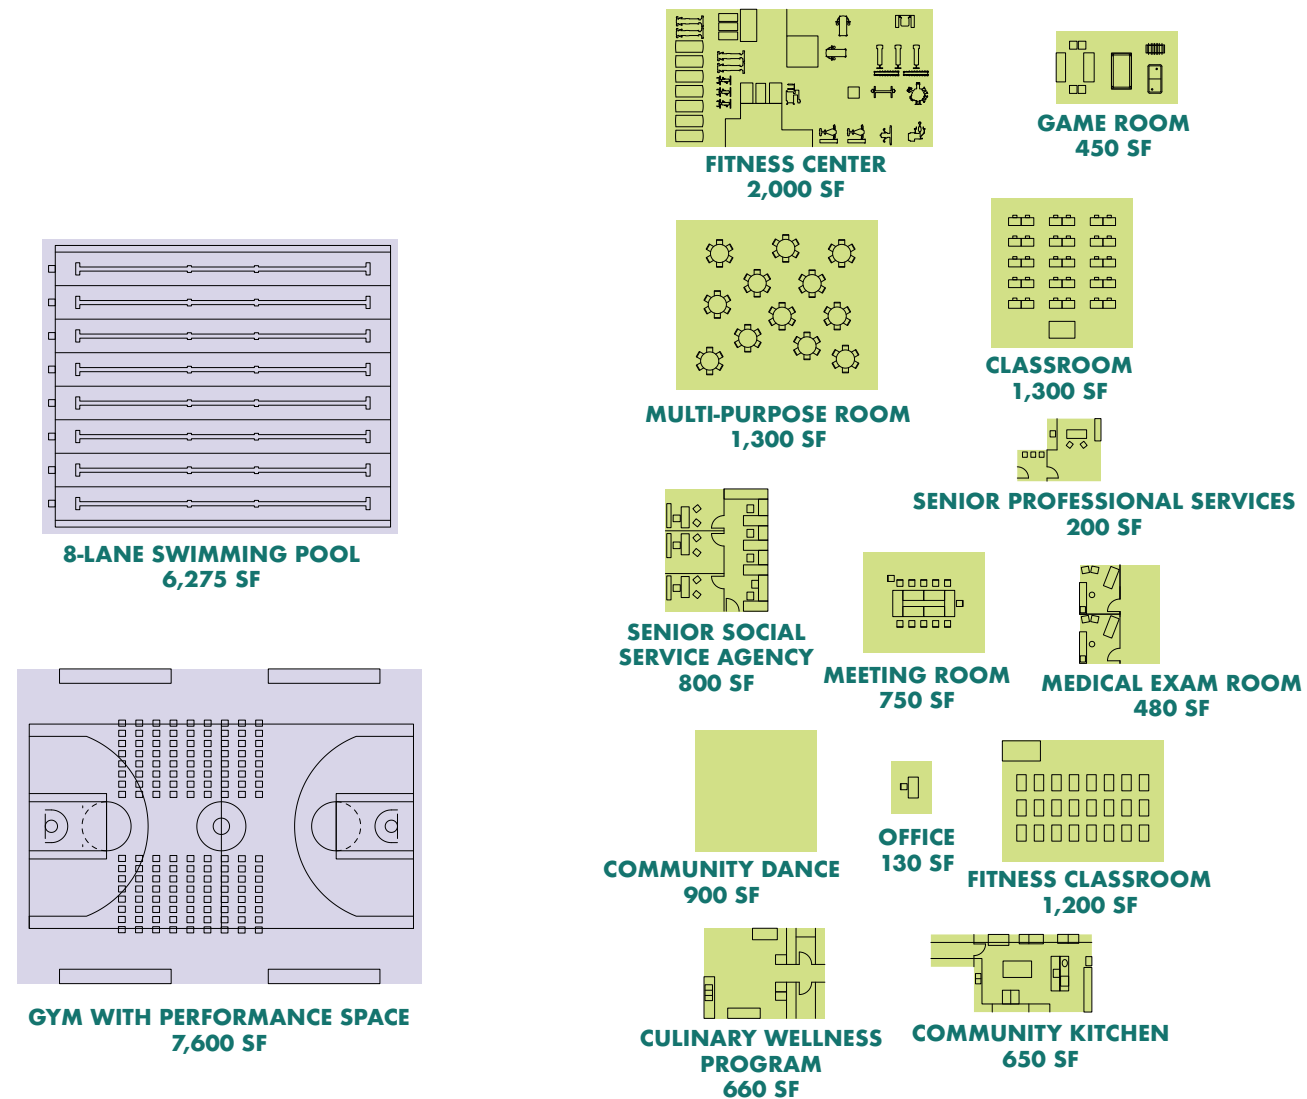 FITNESS CENTER
2,000 SF
GAME ROOM
450 SF
MULTI-PURPOSE ROOM
1,300 SF
CLASSROOM
1,300 SF
SENIOR PROFESSIONAL SERVICES
200 SF
8-LANE SWIMMING POOL
6,275 SF
SENIOR SOCIAL
SERVICE AGENCY
800 SF
MEETING ROOM
750 SF
MEDICAL EXAM ROOM
480 SF
COMMUNITY DANCE
900 SF
OFFICE
130 SF
FITNESS CLASSROOM
1,200 SF
GYM WITH PERFORMANCE SPACE
7,600 SF
CULINARY WELLNESS
PROGRAM
660 SF
COMMUNITY KITCHEN
650 SF